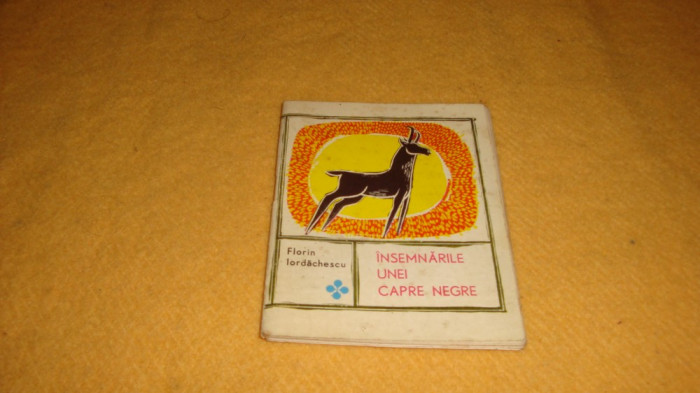 Florin
Iordăchescu
ÎNSEMNĂRILE
UNEI
CAPRE NEGRE